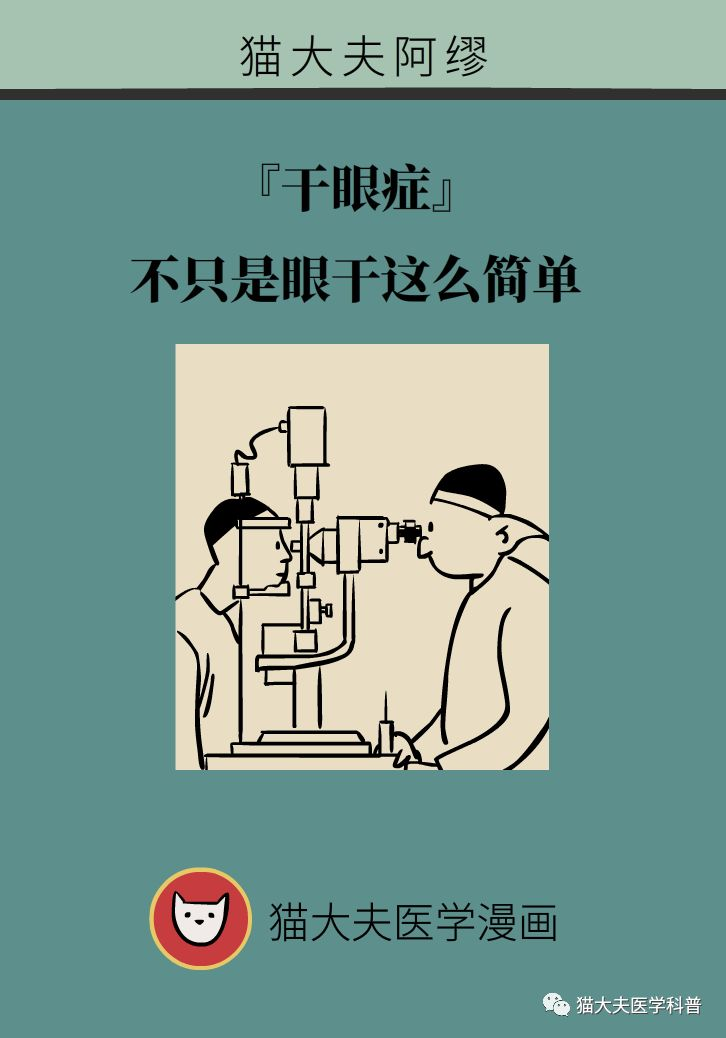 猫大夫阿缪
『干眼症』
不只是眼干这么简单
猫大夫医学漫画
猫大夫医学科普